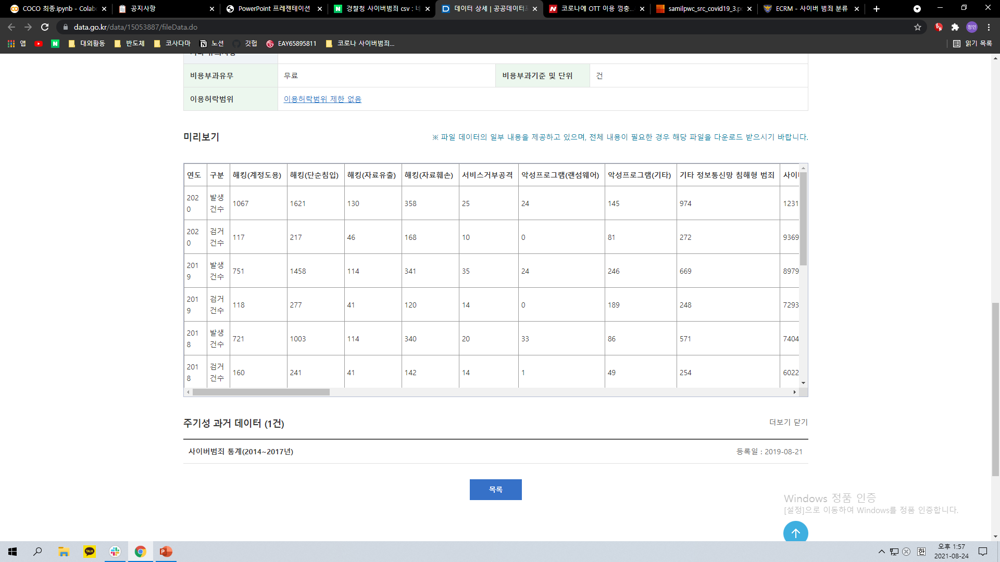 COCO 최종.ipynb - Colab
공지사항
PowerPoint 프레젠테이션
경찰청 사이버범죄 csv : 네
데이터 상세 | 공공데이터포
코로나에 OTT 이용 껑충...
samilpwc_src_covid19_3.p
ECRM - 사이버 범죄 분류
data.go.kr/data/15053887/fileData.do
정민
앱
대외활동
반도체
코사다마
노션
깃헙
EAY65895811
코로나 사이버범죄...
읽기 목록
비용부과유무 무료 비용부과기준 및 단위 건
이용허락범위 이용허락범위 제한 없음
미리보기
※ 파일 데이터의 일부 내용을 제공하고 있으며, 전체 내용이 필요한 경우 해당 파일을 다운로드 받으시기 바랍니다.
연도 구분 해킹(계정도용) 해킹(단순침입) 해킹(자료유출) 해킹(자료훼손) 서비스거부공격 악성프로그램(랜섬웨어) 악성프로그램(기타) 기타 정보통신망 침해형 범죄 사이
2020 발생건수 1067 1621 130 358 25 24 145 974 1231
2020 검거건수 117 217 46 168 10 0 81 272 9369
2019 발생건수 751 1458 114 341 35 24 246 669 8979
2019 검거건수 118 277 41 120 14 0 189 248 7293
2018 발생건수 721 1003 114 340 20 33 86 571 7404
2018 검거건수 160 241 41 142 14 1 49 254 6022
주기성 과거 데이터 (1건)
더보기 닫기
사이버범죄 통계(2014~2017년)
등록일 : 2019-08-21
목록
Windows 정품 인증
[설정]으로 이동하여 Windows를 정품 인증합니다.
TALK
한
오후 1:57
2021-08-24